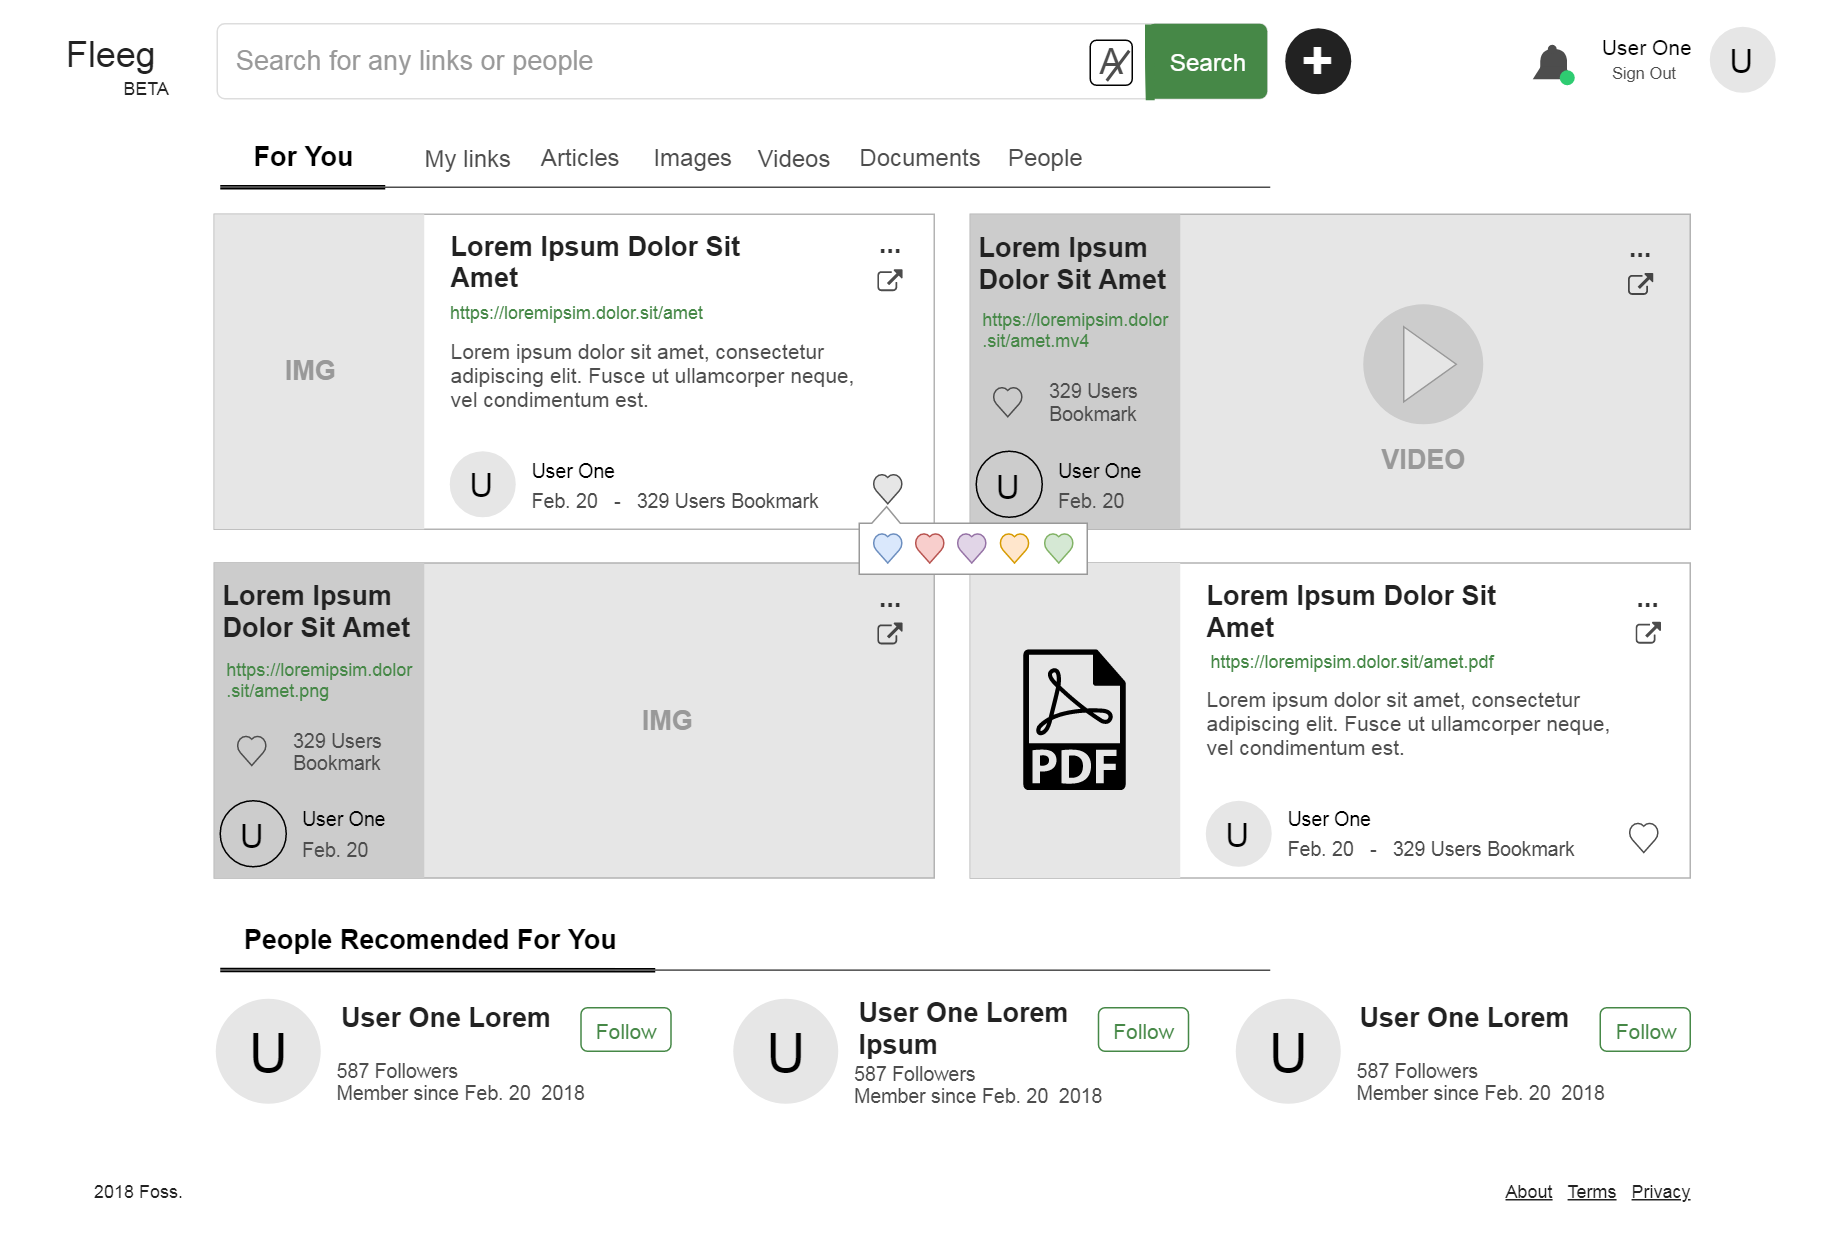 Fleeg
BETA
Search for any links or people
A
Search
User One
Sign Out
U
For You
My links
Articles
Images
Videos
Documents
People
IMG
Lorem Ipsum Dolor Sit
Amet
...
https://loremipsim.dolor.sit/amet
Lorem ipsum dolor sit amet, consectetur
adipiscing elit. Fusce ut ullamcorper neque,
vel condimentum est.
U
User One
Feb. 20 - 329 Users Bookmark
Lorem Ipsum
Dolor Sit Amet
https://loremipsim.dolor
.sit/amet.mv4
329 Users
Bookmark
U
User One
Feb. 20
...
VIDEO
Lorem Ipsum
Dolor Sit Amet
https://loremipsim.dolor
.sit/amet.png
329 Users
Bookmark
U
User One
Feb. 20
IMG
...
PDF
Lorem Ipsum Dolor Sit
Amet
...
https://loremipsim.dolor.sit/amet.pdf
Lorem ipsum dolor sit amet, consectetur
adipiscing elit. Fusce ut ullamcorper neque,
vel condimentum est.
U
User One
Feb. 20 - 329 Users Bookmark
People Recomended For You
U
User One Lorem
Follow
587 Followers
Member since Feb. 20 2018
U
User One Lorem
Ipsum
Follow
587 Followers
Member since Feb. 20 2018
U
User One Lorem
Follow
587 Followers
Member since Feb. 20 2018
2018 Foss.
About
Terms
Privacy